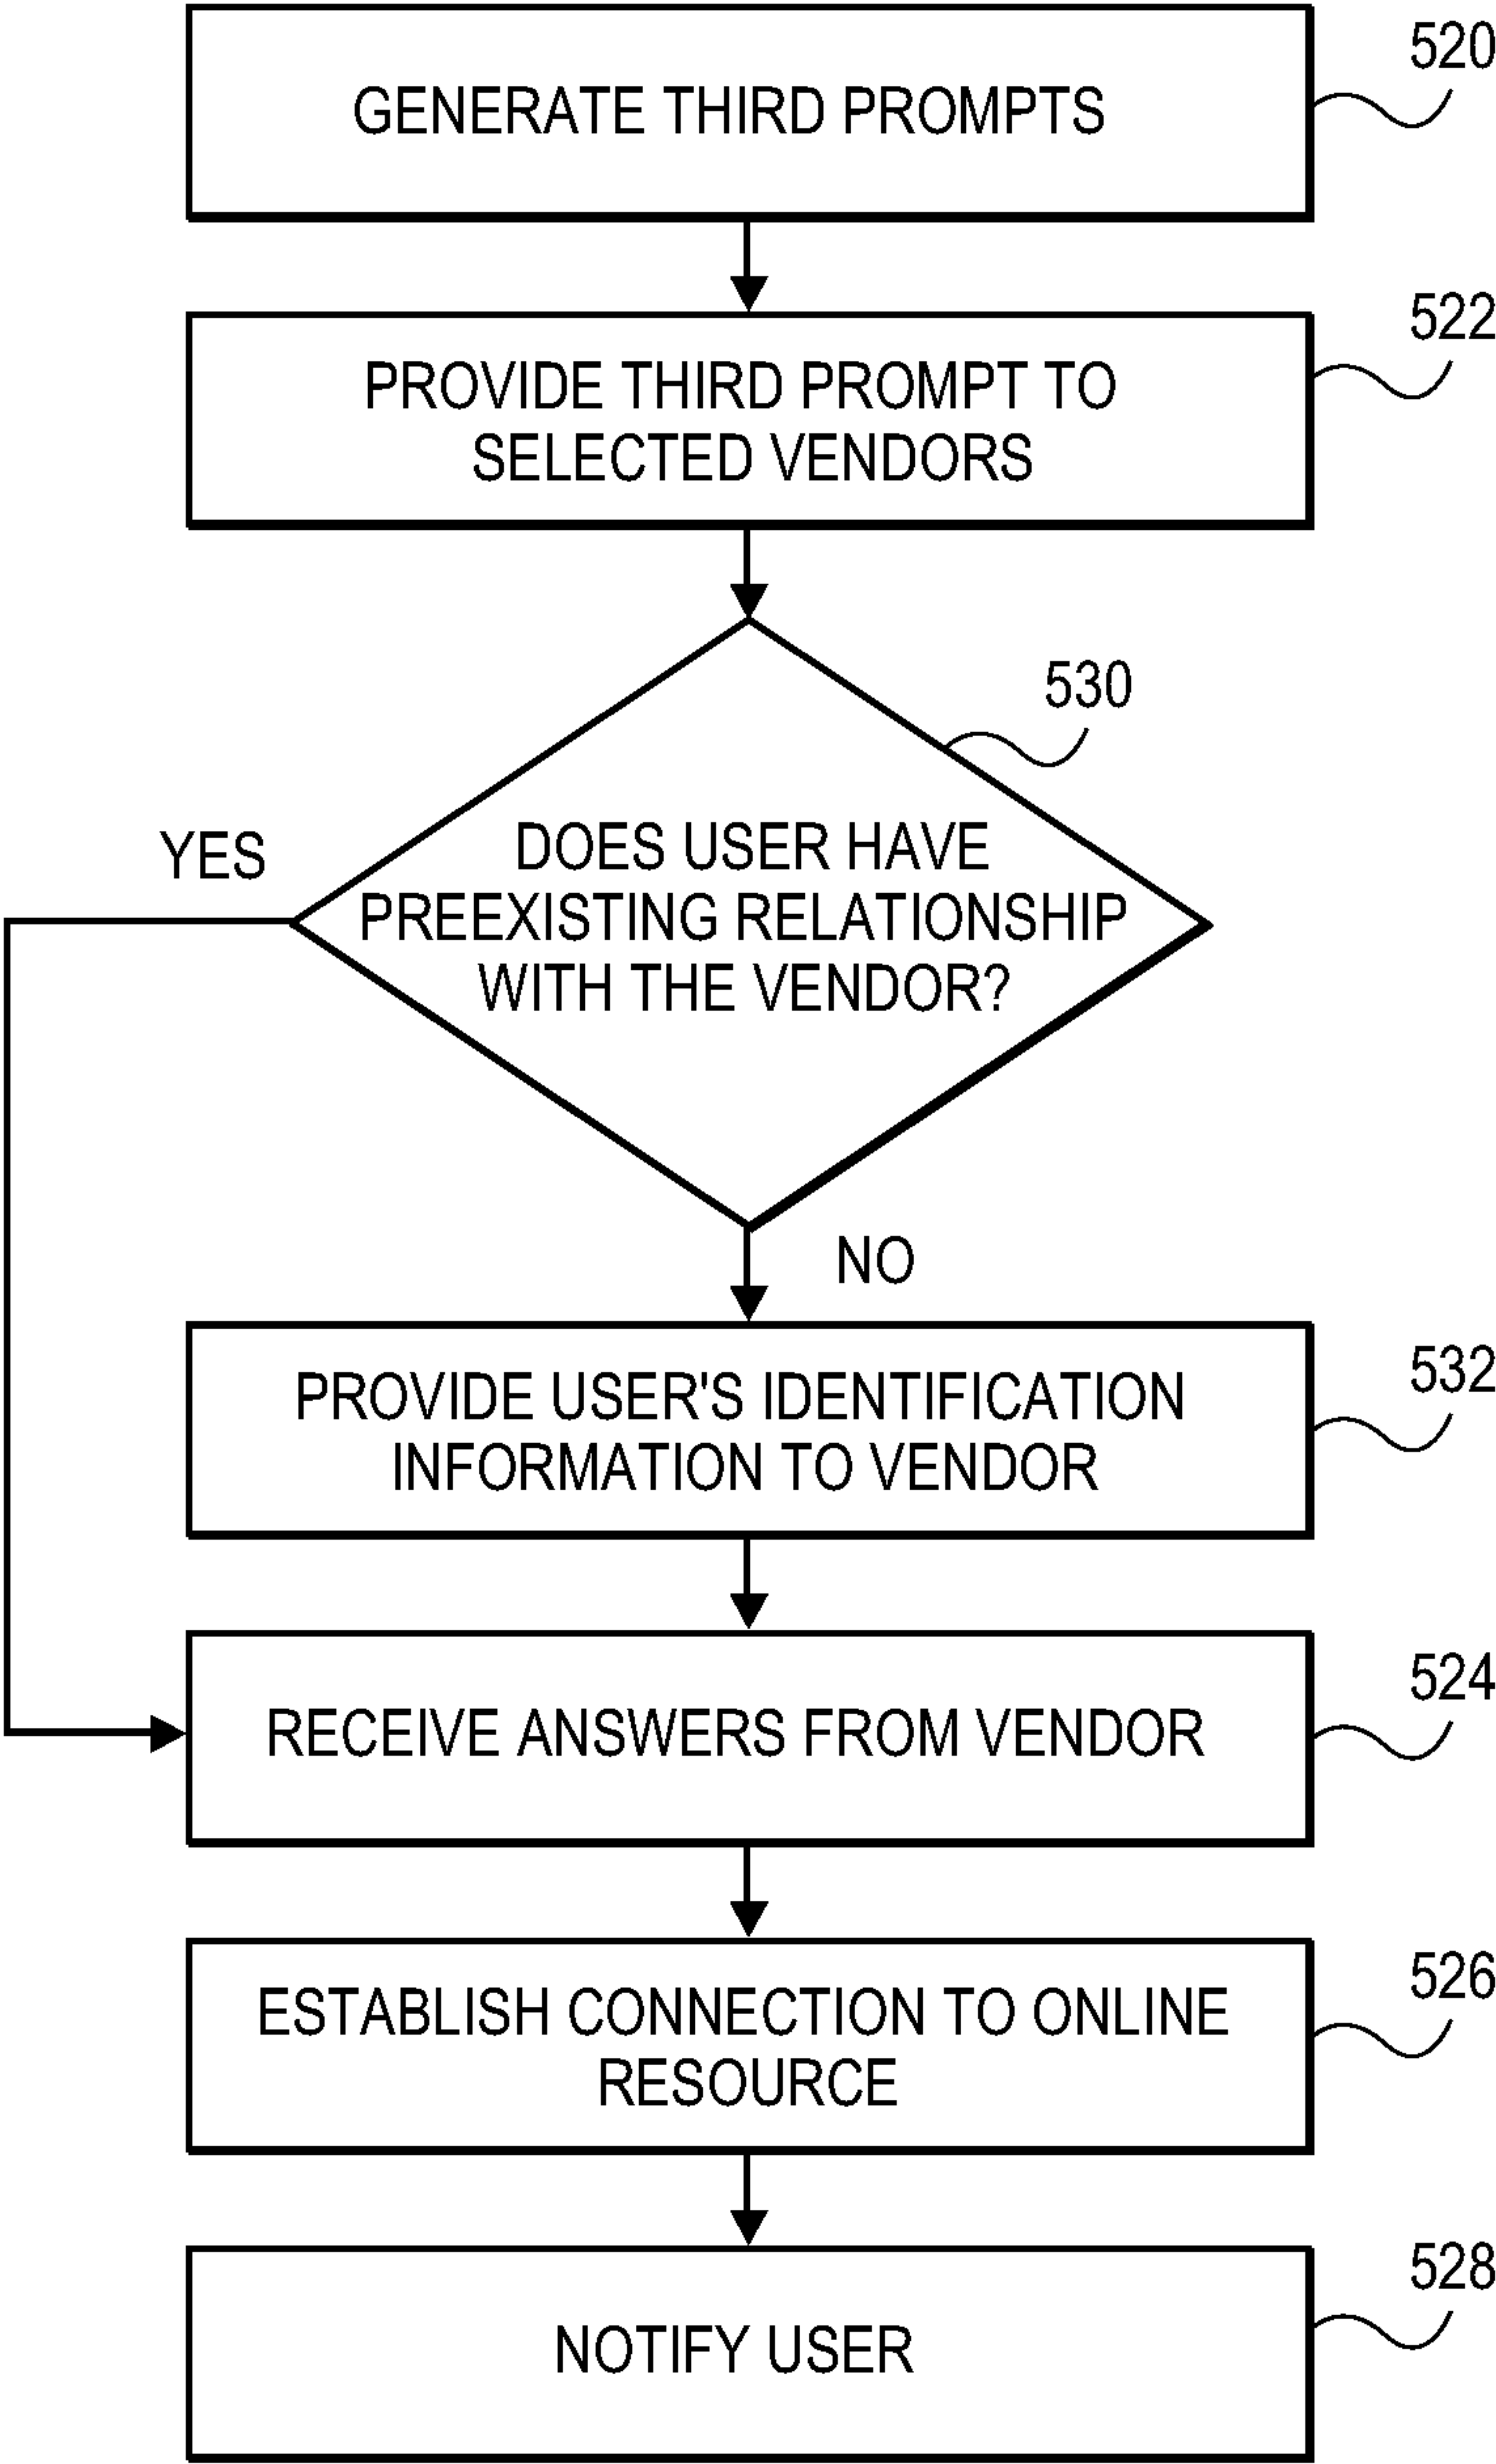 520
GENERATE THIRD PROMPTS
522
PROVIDE THIRD PROMPT TO
SELECTED VENDORS
530
YES
DOES USER HAVE
PREEXISTING RELATIONSHIP
WITH THE VENDOR?
NO
532
PROVIDE USER'S IDENTIFICATION
INFORMATION TO VENDOR
524
RECEIVE ANSWERS FROM VENDOR
526
ESTABLISH CONNECTION TO ONLINE
RESOURCE
528
NOTIFY USER